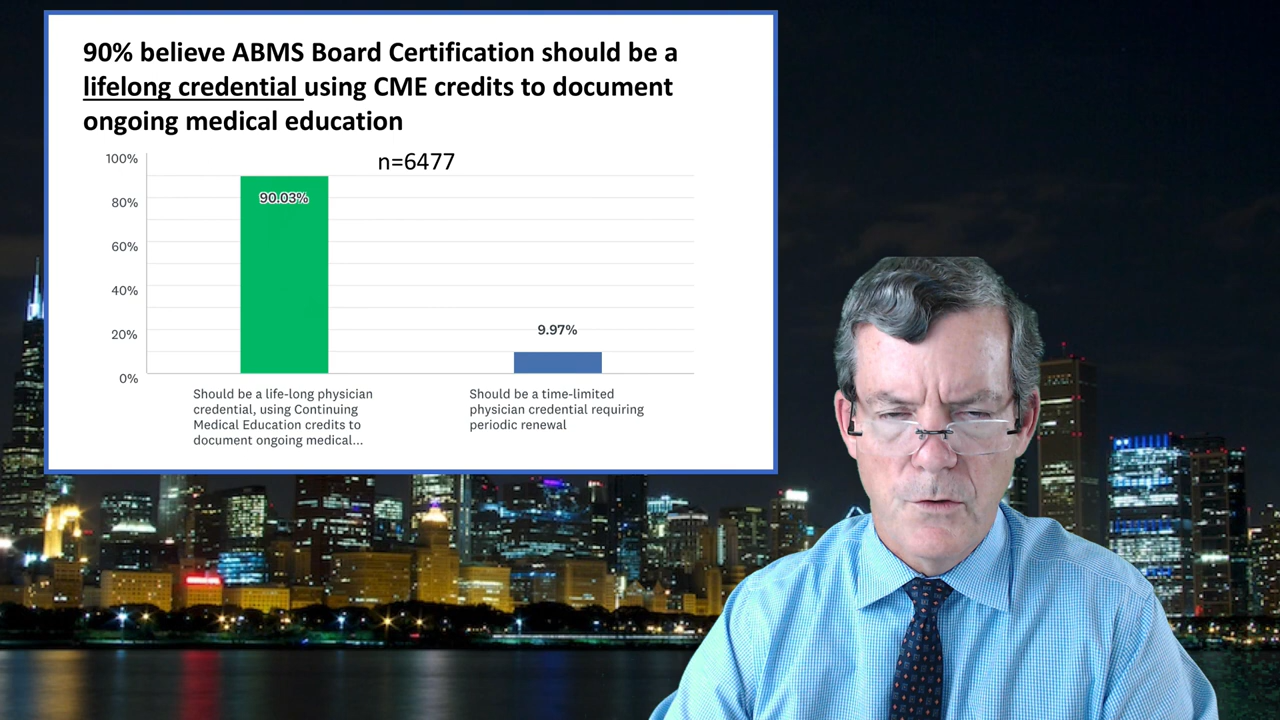 90% believe ABMS Board Certification should be a
lifelong credential using CME credits to document
ongoing medical education
n=6477
100%
80%
60%
40%
20%
0%
90.03%
9.97%
Should be a life-long physician
credential, using Continuing
Medical Education credits to
document ongoing medical...
Should be a time-limited
physician credential requiring
periodic renewal